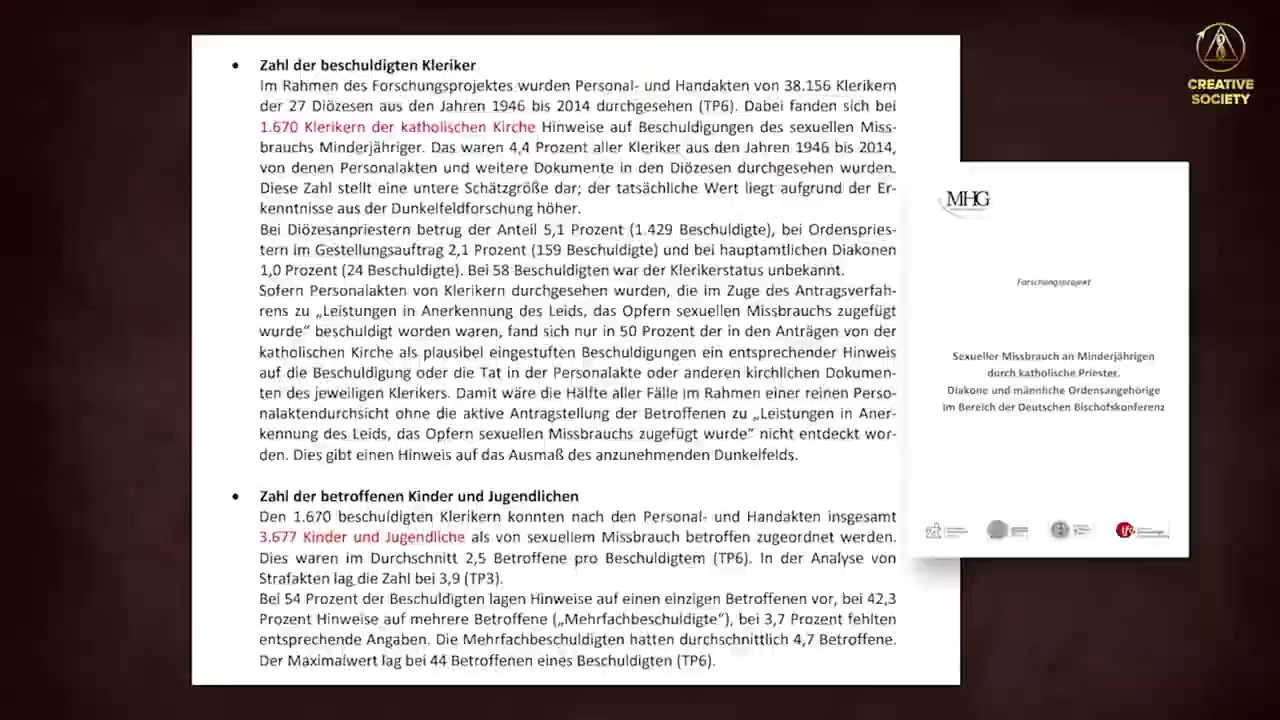 Zahl der beschuldigten Kleriker
Im Rahmen des Forschungsprojektes wurden Personal- und Handakten von 38.156 Klerikern
der 27 Diözesen aus den Jahren 1946 bis 2014 durchgesehen (TP6). Dabei fanden sich bei
1.670 Klerikern der katholischen Kirche Hinweise auf Beschuldigungen des sexuellen Miss-
brauchs Minderjähriger. Das waren 4,4 Prozent aller Kleriker aus den Jahren 1946 bis 2014,
von denen Personalakten und weitere Dokumente in den Diözesen durchgesehen wurden.
Diese Zahl stellt eine untere Schätzgröße dar; der tatsächliche Wert liegt aufgrund der Er-
kenntnisse aus der Dunkelfeldforschung höher.
Bei Diözesanpriestern betrug der Anteil 5,1 Prozent (1.429 Beschuldigte), bei Ordenspries-
tern im Gestellungsauftrag 2,1 Prozent (159 Beschuldigte) und bei hauptamtlichen Diakonen
1,0 Prozent (24 Beschuldigte). Bei 58 Beschuldigten war der Klerikerstatus unbekannt.
Sofern Personalakten von Klerikern durchgesehen wurden, die im Zuge des Antragsverfah-
rens zu „Leistungen in Anerkennung des Leids, das Opfern sexuellen Missbrauchs zugefügt
wurde“ beschuldigt worden waren, fand sich nur in 50 Prozent der in den Anträgen von der
katholischen Kirche als plausibel eingestuften Beschuldigungen ein entsprechender Hinweis
auf die Beschuldigung oder die Tat in der Personalakte oder anderen kirchlichen Dokumen-
ten des jeweiligen Klerikers. Damit wäre die Hälfte aller Fälle im Rahmen einer reinen Perso-
nalaktendurchsicht ohne die aktive Antragstellung der Betroffenen zu „Leistungen in Aner-
kennung des Leids, das Opfern sexuellen Missbrauchs zugefügt wurde“ nicht entdeckt wor-
den. Dies gibt einen Hinweis auf das Ausmaß des anzunehmenden Dunkelfelds.
Zahl der betroffenen Kinder und Jugendlichen
Den 1.670 beschuldigten Klerikern konnten nach den Personal- und Handakten insgesamt
3.677 Kinder und Jugendliche als von sexuellem Missbrauch betroffen zugeordnet werden.
Dies waren im Durchschnitt 2,5 Betroffene pro Beschuldigtem (TP6). In der Analyse von
Strafakten lag die Zahl bei 3,9 (TP3).
Bei 54 Prozent der Beschuldigten lagen Hinweise auf einen einzigen Betroffenen vor, bei 42,3
Prozent Hinweise auf mehrere Betroffene („Mehrfachbeschuldigte“), bei 3,7 Prozent fehlten
entsprechende Angaben. Die Mehrfachbeschuldigten hatten durchschnittlich 4,7 Betroffene.
Der Maximalwert lag bei 44 Betroffenen eines Beschuldigten (TP6).
MHG
Forschungsprojekt
Sexueller Missbrauch an Minderjährigen
durch katholische Priester,
Diakone und männliche Ordensangehörige
im Bereich der Deutschen Bischofskonferenz
CREATIVE
SOCIETY